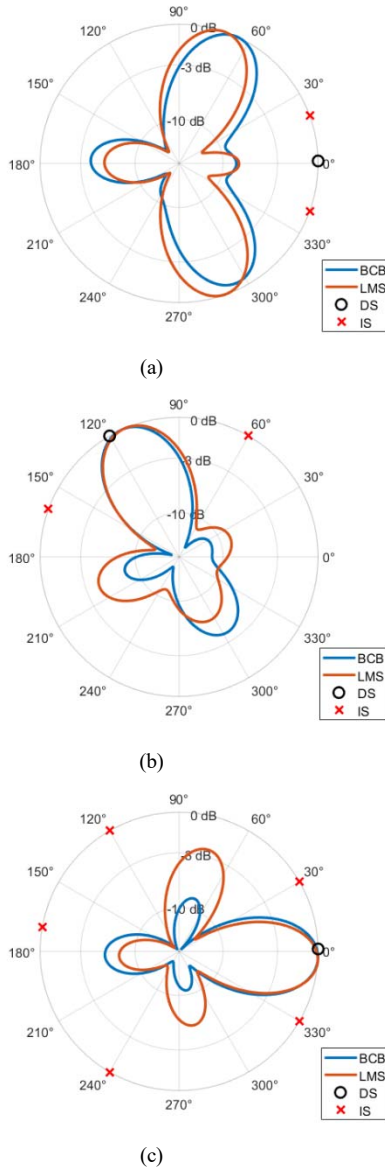 90°
120° 0 dB 60°
-3 dB
150° 30°
-10 dB
180° 0°
210° 330°
BCB
LMS
DS
IS
240° 300°
270°
(a)
90°
120° 0 dB 60°
-3 dB
150° 30°
-10 dB
180° 0°
210° 330°
BCB
LMS
DS
IS
240° 300°
270°
(b)
90°
120° 0 dB 60°
-3 dB
150° 30°
-10 dB
180° 0°
210° 330°
BCB
LMS
DS
IS
240° 300°
270°
(c)